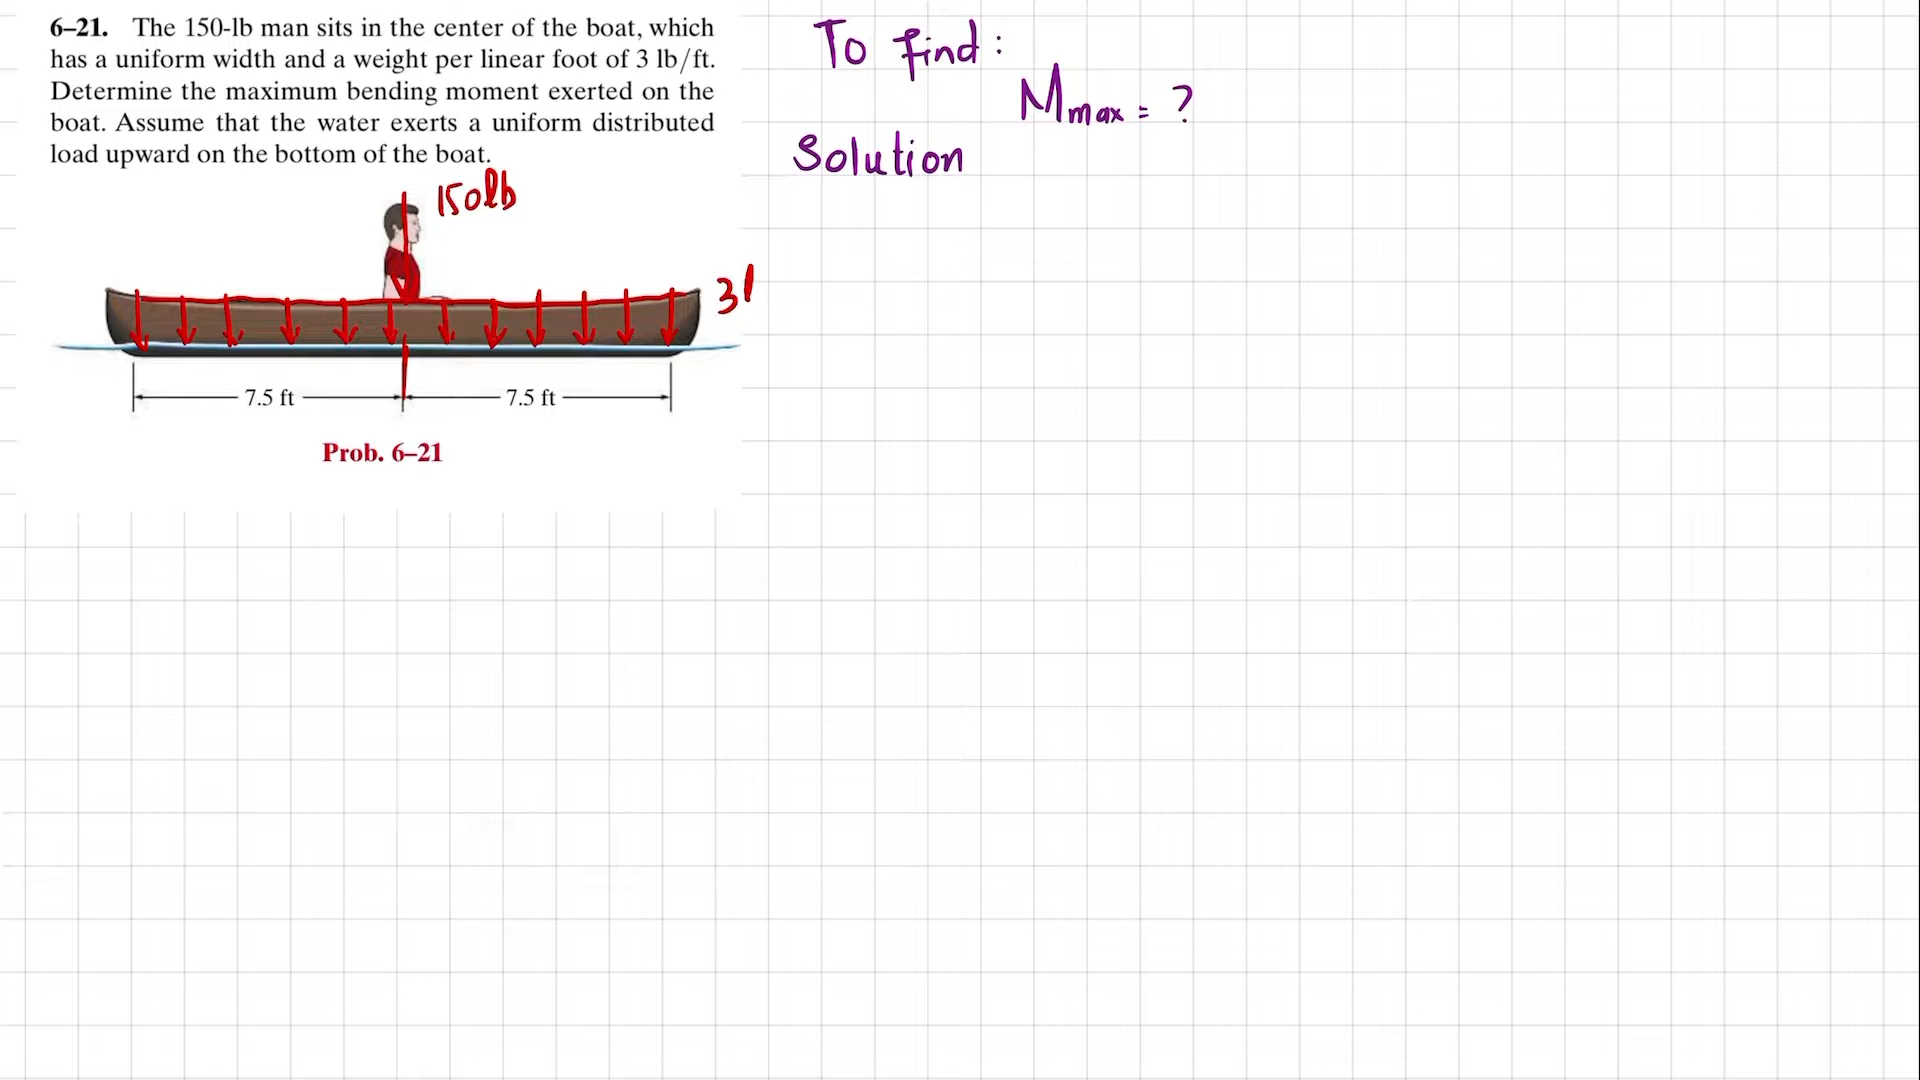 6–21. The 150-lb man sits in the center of the boat, which
has a uniform width and a weight per linear foot of 3 lb/ft.
Determine the maximum bending moment exerted on the
boat. Assume that the water exerts a uniform distributed
load upward on the bottom of the boat.
To find:
Mmax = ?
Solution
150lb
3l
7.5 ft
7.5 ft
Prob. 6–21